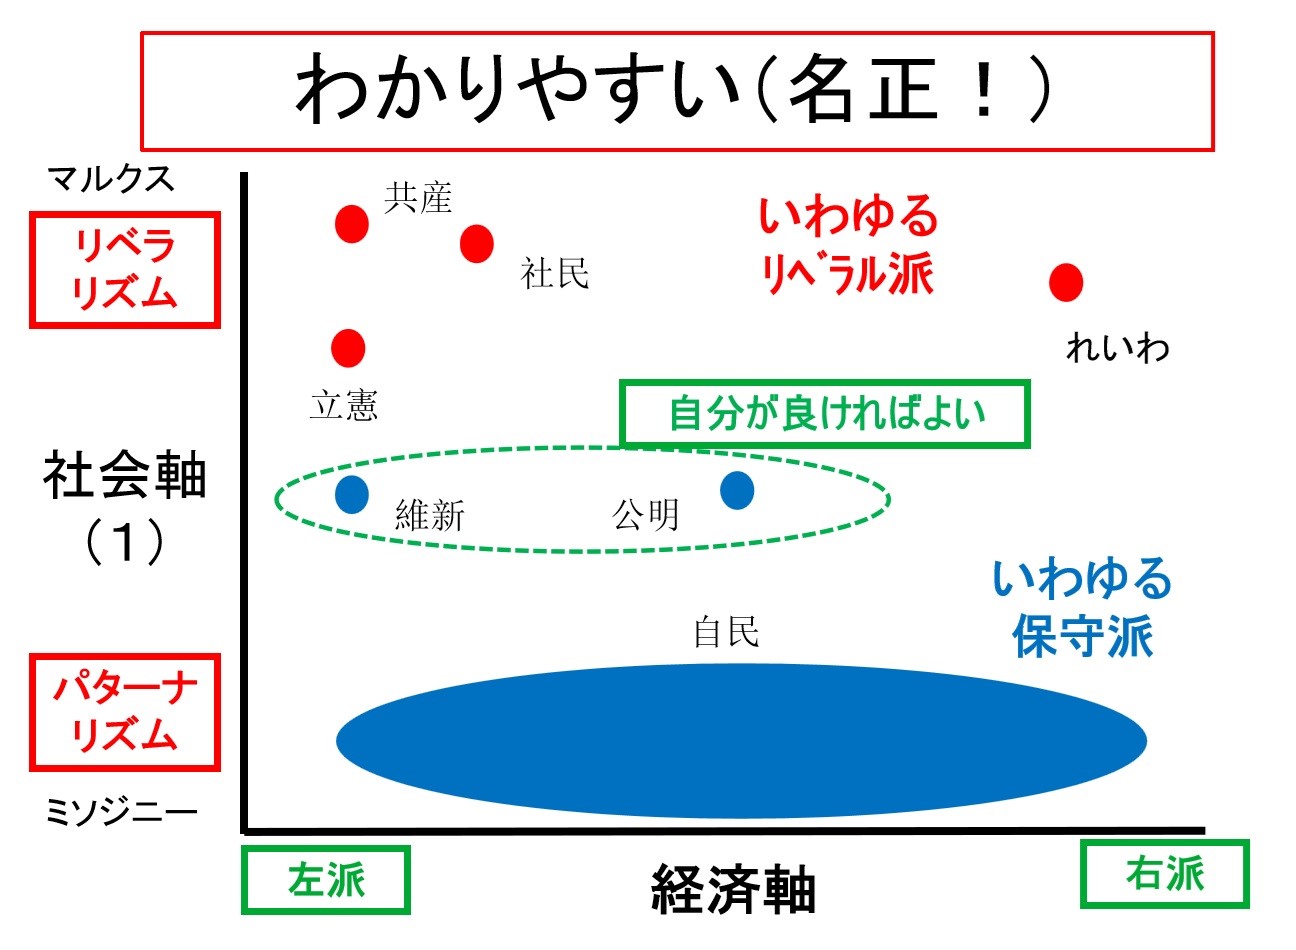 わかりやすい（名正！）
マルクス
リベラ
リズム
共産
社民
いわゆる
ﾘﾍﾞﾗﾙ派
れいわ
立憲
自分が良ければよい
社会軸
（１）
維新
公明
いわゆる
保守派
自民
パターナ
リズム
ミソジニー
左派
経済軸
右派